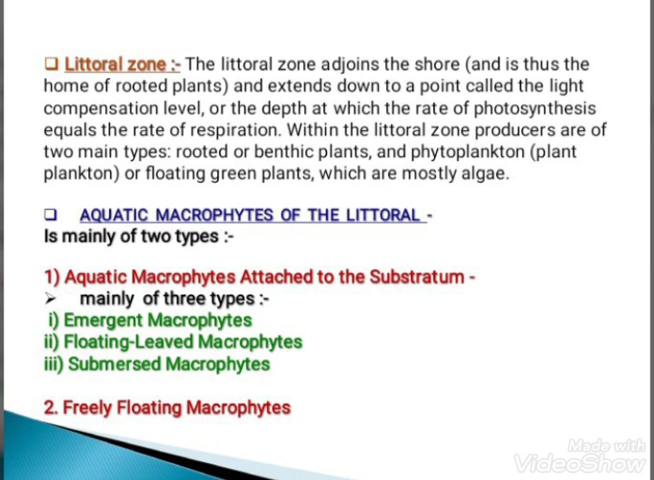 ❑ Littoral zone :- The littoral zone adjoins the shore (and is thus the
home of rooted plants) and extends down to a point called the light
compensation level, or the depth at which the rate of photosynthesis
equals the rate of respiration. Within the littoral zone producers are of
two main types: rooted or benthic plants, and phytoplankton (plant
plankton) or floating green plants, which are mostly algae.
❑ AQUATIC MACROPHYTES OF THE LITTORAL -
Is mainly of two types :-
1) Aquatic Macrophytes Attached to the Substratum -
➢ mainly of three types :-
i) Emergent Macrophytes
ii) Floating-Leaved Macrophytes
iii) Submersed Macrophytes
2. Freely Floating Macrophytes
Made with
VideoShow